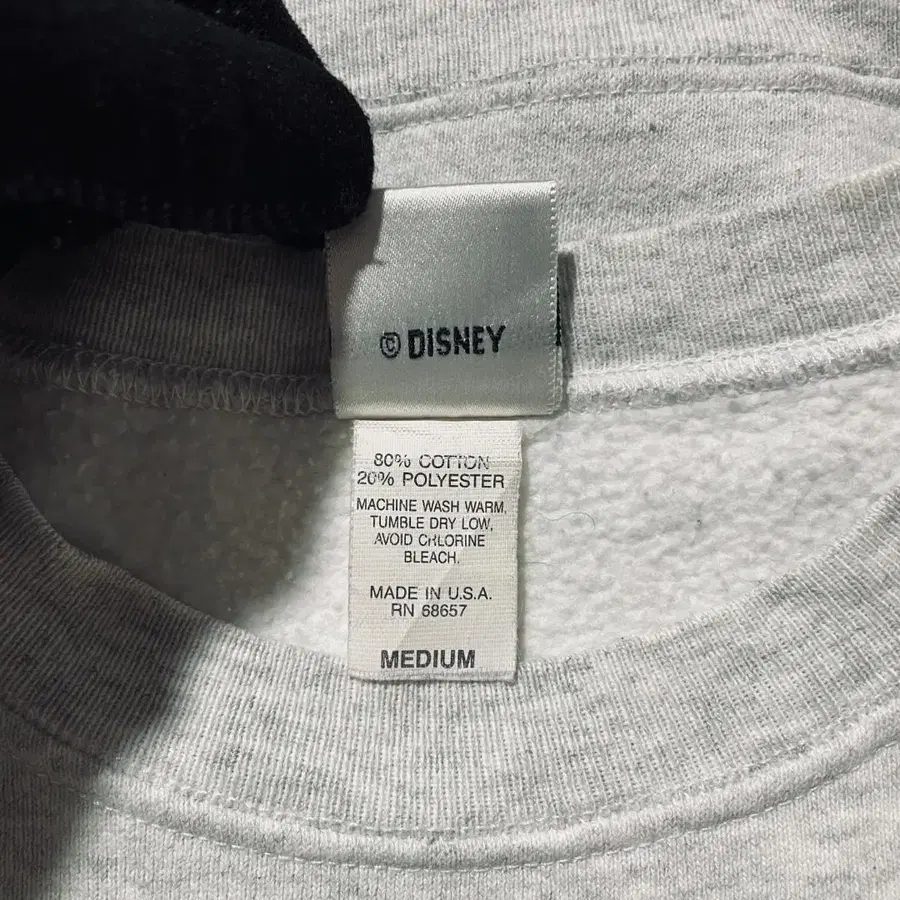 © DISNEY
80% COTTON
20% POLYESTER
MACHINE WASH WARM,
TUMBLE DRY LOW,
AVOID CHLORINE
BLEACH.
MADE IN U.S.A.
RN 68657
MEDIUM